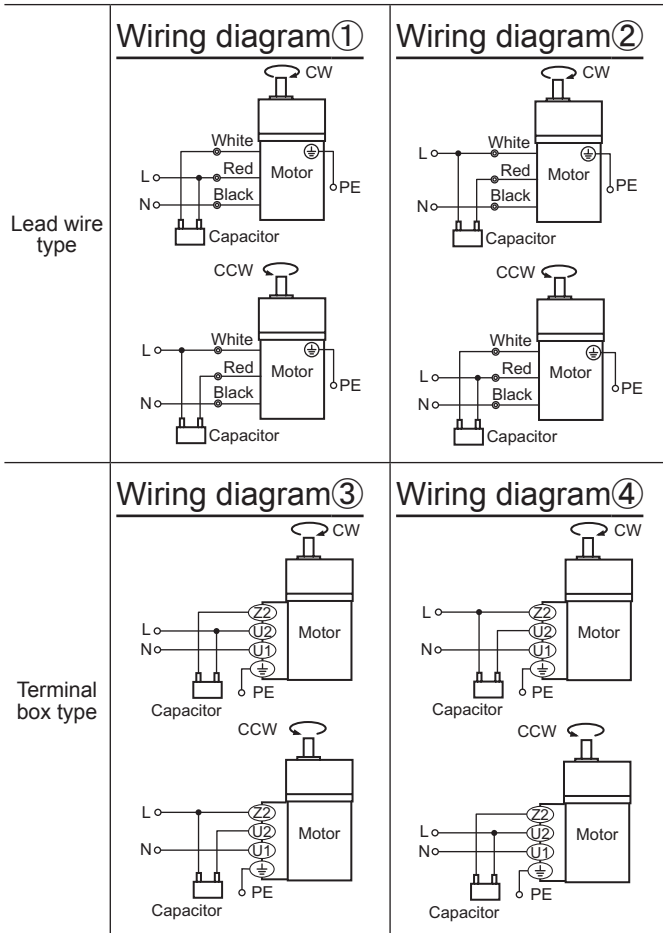 Wiring diagram①
CW
White
L
Red
Motor
Black
N
PE
Capacitor
CCW
White
L
Red
Motor
Black
N
PE
Capacitor
Wiring diagram②
CW
L
White
Red
Motor
Black
N
PE
Capacitor
CCW
White
L
Red
Motor
Black
N
PE
Capacitor
Lead wire
type
Wiring diagram③
CW
Z2
L
U2
Motor
N
U1
PE
Capacitor
CCW
L
Z2
U2
Motor
N
U1
PE
Capacitor
Wiring diagram④
CW
L
Z2
U2
Motor
N
U1
PE
Capacitor
CCW
Z2
L
U2
Motor
N
U1
PE
Capacitor
Terminal
box type